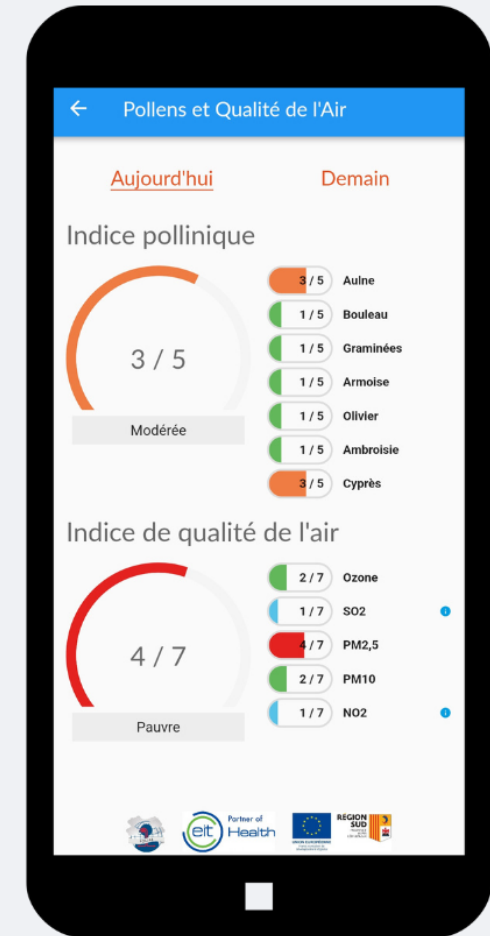 Pollens et Qualité de l'Air
Aujourd'hui Demain
Indice pollinique
3 / 5
Modérée
3 / 5 Aulne
1 / 5 Bouleau
1 / 5 Graminées
1 / 5 Armoise
1 / 5 Olivier
1 / 5 Ambroisie
3 / 5 Cyprès
Indice de qualité de l'air
4 / 7
Pauvre
2 / 7 Ozone
1 / 7 SO2
4 / 7 PM2,5
2 / 7 PM10
1 / 7 NO2
eit
Partner of
Health
UNION EUROPÉENNE
RÉGION
SUD